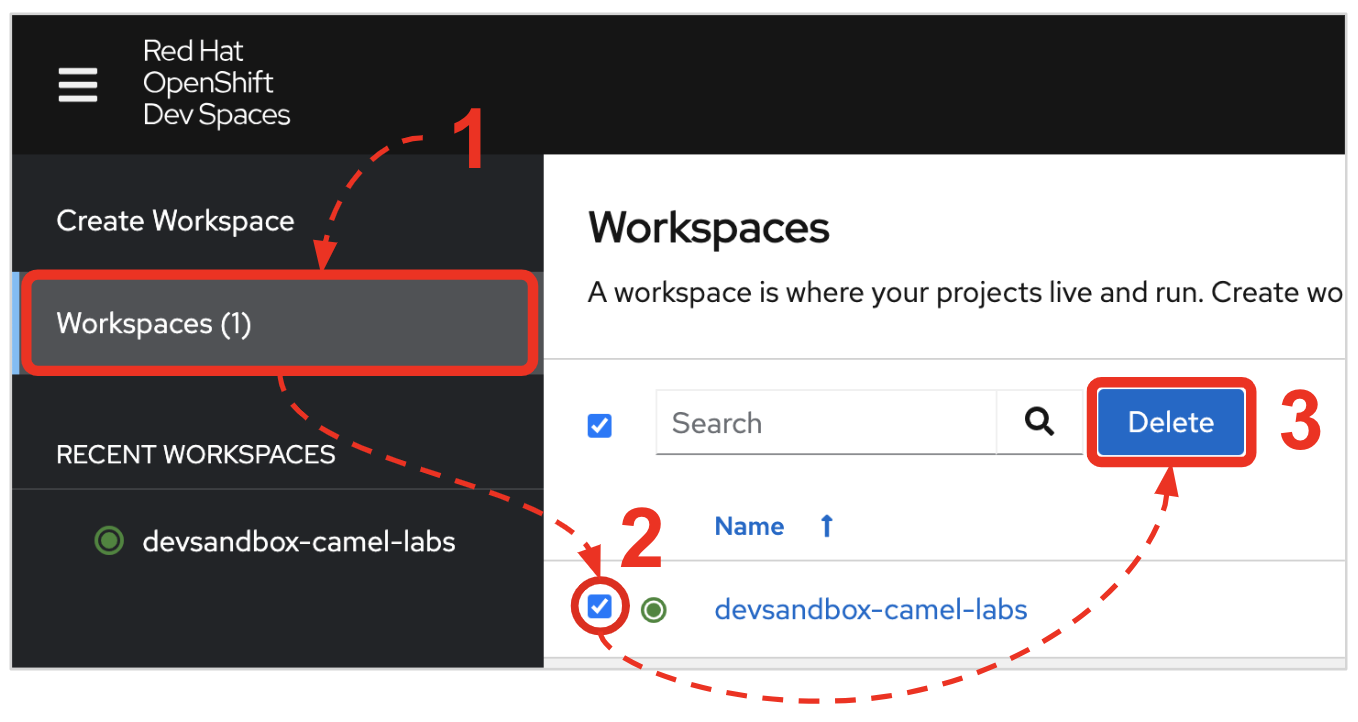 Red Hat
OpenShift
Dev Spaces
1
Create Workspace
Workspaces (1)
RECENT WORKSPACES
devsandbox-camel-labs
Workspaces
A workspace is where your projects live and run. Create wo
Search
Delete
3
2
Name
devsandbox-camel-labs